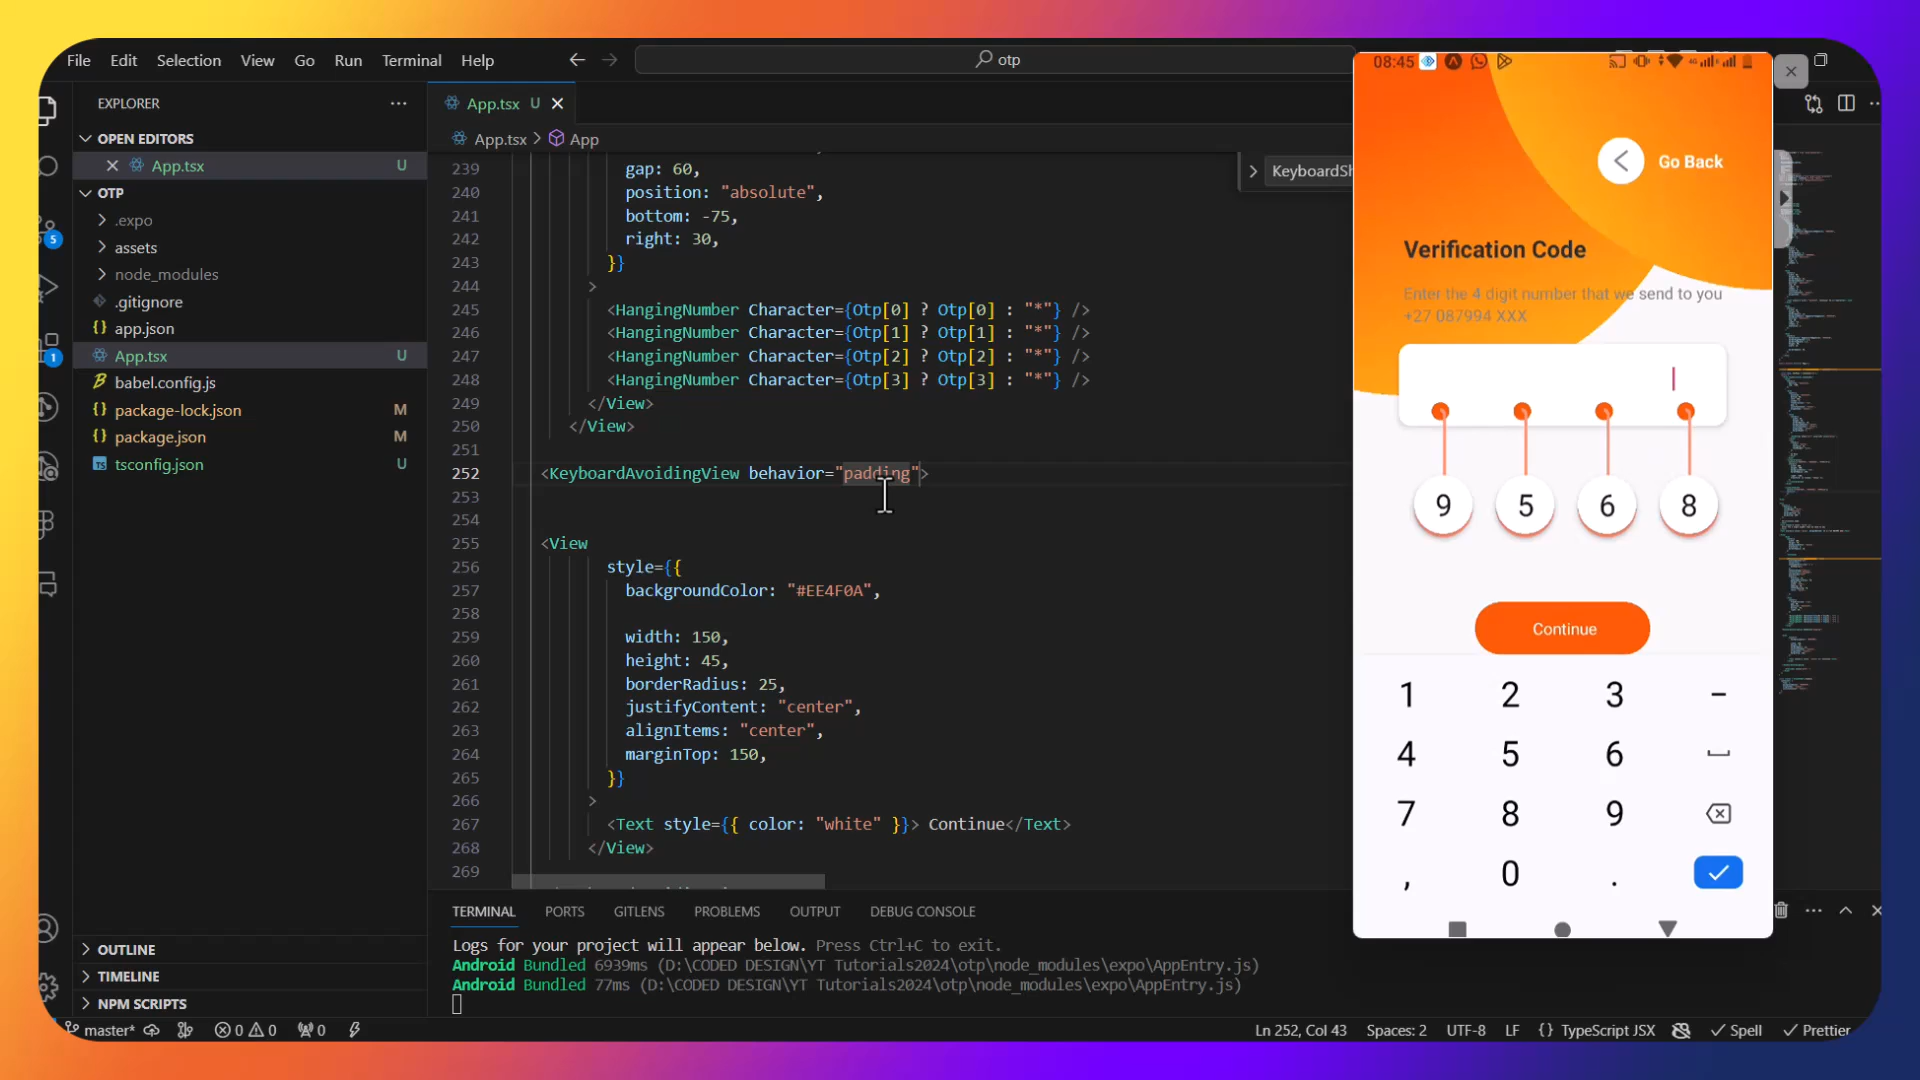 File Edit Selection View Go Run Terminal Help
otp
EXPLORER
OPEN EDITORS
App.tsx U
OTP
.expo
assets
node_modules
.gitignore
{} app.json
App.tsx U
babel.config.js
{} package-lock.json M
{} package.json M
tsconfig.json U
OUTLINE
TIMELINE
NPM SCRIPTS
5
1
App.tsx U
App.tsx > App
239 gap: 60,
240 position: "absolute",
241 bottom: -75,
242 right: 30,
243 }}
244 >
245 <HangingNumber Character={Otp[0] ? Otp[0] : "*"} />
246 <HangingNumber Character={Otp[1] ? Otp[1] : "*"} />
247 <HangingNumber Character={Otp[2] ? Otp[2] : "*"} />
248 <HangingNumber Character={Otp[3] ? Otp[3] : "*"} />
249 </View>
250 </View>
251
252 <KeyboardAvoidingView behavior="padding">
253
254
255 <View
256 style={{
257 backgroundColor: "#EE4F0A",
258
259 width: 150,
260 height: 45,
261 borderRadius: 25,
262 justifyContent: "center",
263 alignItems: "center",
264 marginTop: 150,
265 }}
266 >
267 <Text style={{ color: "white" }}> Continue</Text>
268 </View>
269
KeyboardSh
TERMINAL PORTS GITLENS PROBLEMS OUTPUT DEBUG CONSOLE
Logs for your project will appear below. Press Ctrl+C to exit.
Android Bundled 6939ms (D:\CODED DESIGN\YT Tutorials2024\otp\node_modules\expo\AppEntry.js)
Android Bundled 77ms (D:\CODED DESIGN\YT Tutorials2024\otp\node_modules\expo\AppEntry.js)
master* 0 0 0
Ln 252, Col 43 Spaces: 2 UTF-8 LF {} TypeScript JSX Spell Prettier
08:45
Go Back
Verification Code
Enter the 4 digit number that we send to you
+27 087994 XXX
9 5 6 8
Continue
1 2 3 -
4 5 6
7 8 9
, 0 .